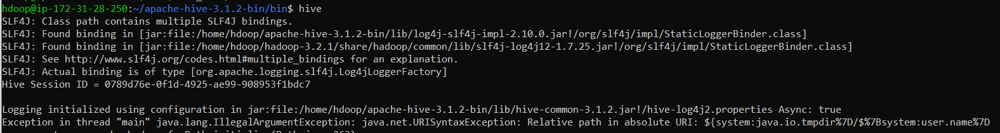 hdoop@ip-172-31-28-250:~/apache-hive-3.1.2-bin/bin$ hive
SLF4J: Class path contains multiple SLF4J bindings.
SLF4J: Found binding in [jar:file:/home/hdoop/apache-hive-3.1.2-bin/lib/log4j-slf4j-impl-2.10.0.jar!/org/slf4j/impl/StaticLoggerBinder.class]
SLF4J: Found binding in [jar:file:/home/hdoop/hadoop-3.2.1/share/hadoop/common/lib/slf4j-log4j12-1.7.25.jar!/org/slf4j/impl/StaticLoggerBinder.class]
SLF4J: See http://www.slf4j.org/codes.html#multiple_bindings for an explanation.
SLF4J: Actual binding is of type [org.apache.logging.slf4j.Log4jLoggerFactory]
Hive Session ID = 0789d76e-0f1d-4925-ae99-908953f1bdc7
Logging initialized using configuration in jar:file:/home/hdoop/apache-hive-3.1.2-bin/lib/hive-common-3.1.2.jar!/hive-log4j2.properties Async: true
Exception in thread "main" java.lang.IllegalArgumentException: java.net.URISyntaxException: Relative path in absolute URI: ${system:java.io.tmpdir%7D/$%7Bsystem:user.name%7D